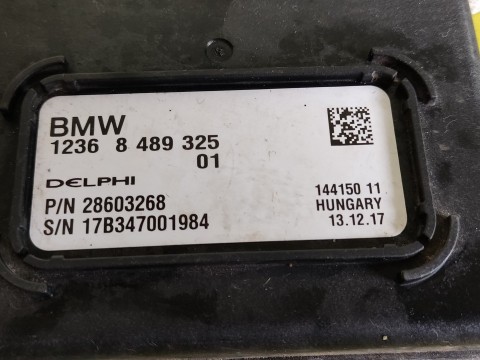 BMW
1236 8 489 325
01
DELPHI
P/N 28603268
S/N 17B347001984
144150 11
HUNGARY
13.12.17